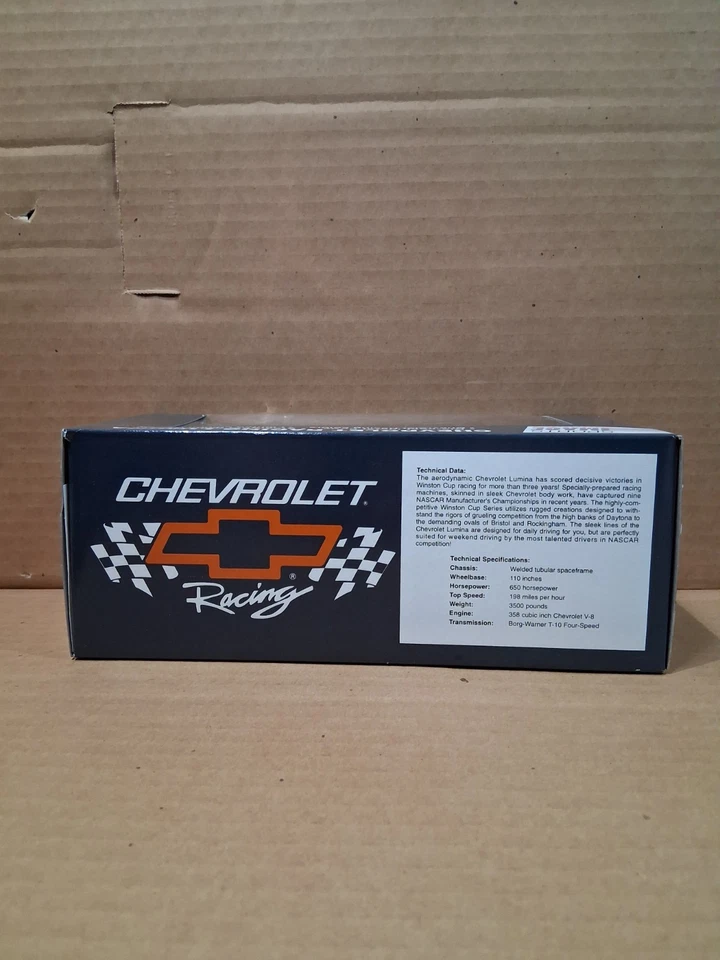 CHEVROLET
Racing®
Technical Data:
The aerodynamic Chevrolet Lumina has scored decisive victories in
Winston Cup racing for more than three years! Specially-prepared racing
machines, skinned in sleek Chevrolet body work, have captured nine
NASCAR Manufacturer's Championships in recent years. The highly-com-
petitive Winston Cup Series utilizes rugged creations designed to with-
stand the rigors of grueling competition from the high banks of Daytona to
the demanding ovals of Bristol and Rockingham. The sleek lines of the
Chevrolet Lumina are designed for daily driving for you, but are perfectly
suited for weekend driving by the most talented drivers in NASCAR
competition!
Technical Specifications:
Chassis: Welded tubular spaceframe
Wheelbase: 110 inches
Horsepower: 650 horsepower
Top Speed: 198 miles per hour
Weight: 3500 pounds
Engine: 358 cubic inch Chevrolet V-8
Transmission: Borg-Warner T-10 Four-Speed